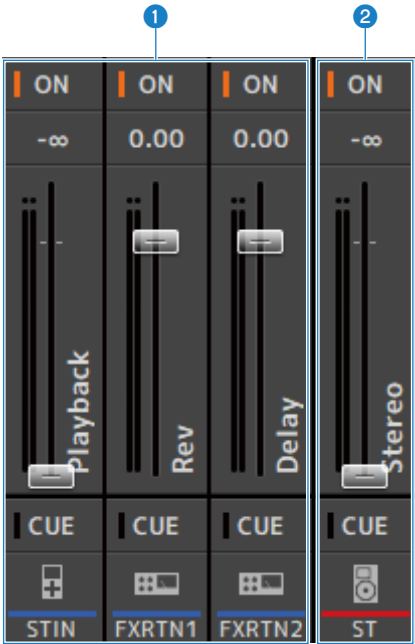 1 2
ON ON ON ON
-∞ 0.00 0.00 -∞
Playback Rev Delay Stereo
CUE CUE CUE CUE
STIN FXRTN1 FXRTN2 ST